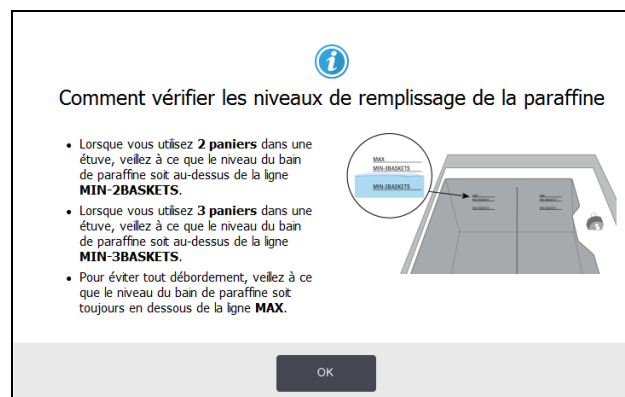 Comment vérifier les niveaux de remplissage de la paraffine
• Lorsque vous utilisez 2 paniers dans une
étuve, veillez à ce que le niveau du bain
de paraffine soit au-dessus de la ligne
MIN-2BASKETS.
• Lorsque vous utilisez 3 paniers dans une
étuve, veillez à ce que le niveau du bain
de paraffine soit au-dessus de la ligne
MIN-3BASKETS.
• Pour éviter tout débordement, veillez à ce
que le niveau du bain de paraffine soit
toujours en dessous de la ligne MAX.
MAX
MIN-3BASKETS
MIN-2BASKETS
OK